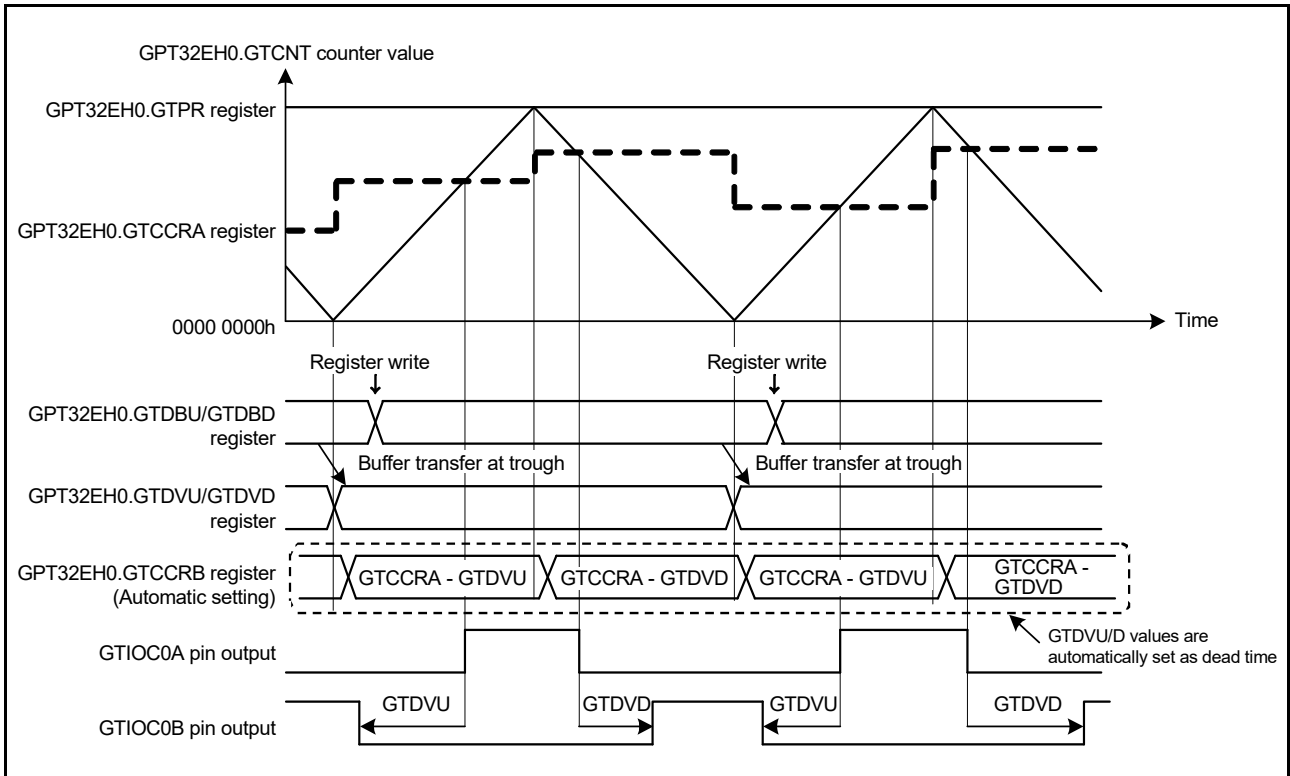 GPT32EH0.GTCNT counter value
GPT32EH0.GTPR register
GPT32EH0.GTCCRA register
0000 0000h
Time
Register write
Register write
GPT32EH0.GTDBU/GTDBD
register
Buffer transfer at trough
Buffer transfer at trough
GPT32EH0.GTDVU/GTDVD
register
GPT32EH0.GTCCRB register
(Automatic setting)
GTCCRA - GTDVU
GTCCRA - GTDVD
GTCCRA - GTDVU
GTCCRA -
GTDVD
GTDVU/D values are
automatically set as dead time
GTIOC0A pin output
GTDVU
GTDVD
GTDVU
GTDVD
GTIOC0B pin output